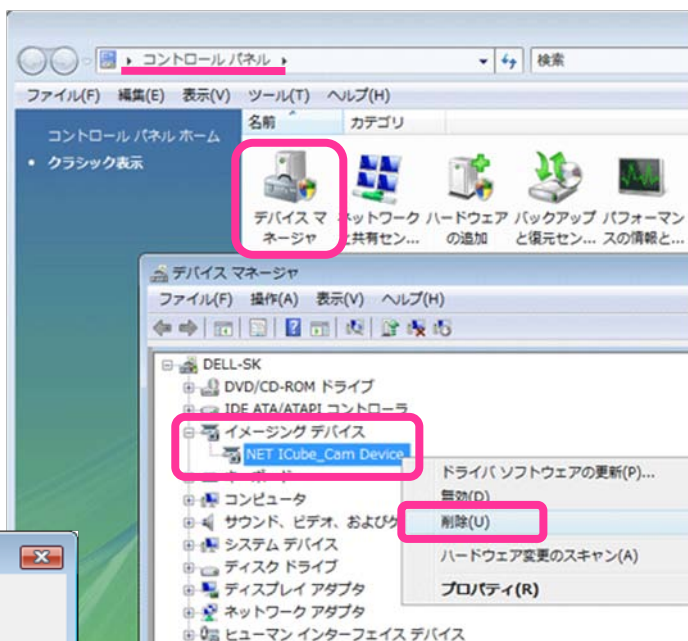 コントロール パネル
検索
ファイル(F) 編集(E) 表示(V) ツール(T) ヘルプ(H)
コントロール パネル ホーム
クラシック表示
名前 カテゴリ
デバイス マネージャ
ネットワークと共有セン...
ハードウェアの追加
バックアップと復元セン...
パフォーマンスの情報と...
デバイス マネージャ
ファイル(F) 操作(A) 表示(V) ヘルプ(H)
DELL-SK
DVD/CD-ROM ドライブ
IDE ATA/ATAPI コントローラ
イメージング デバイス
NET ICube_Cam Device
コンピュータ
サウンド、ビデオ、およびゲ
システム デバイス
ディスク ドライブ
ディスプレイ アダプタ
ネットワーク アダプタ
ヒューマン インターフェイス デバイス
ドライバ ソフトウェアの更新(P)...
無効(D)
削除(U)
ハードウェア変更のスキャン(A)
プロパティ(R)